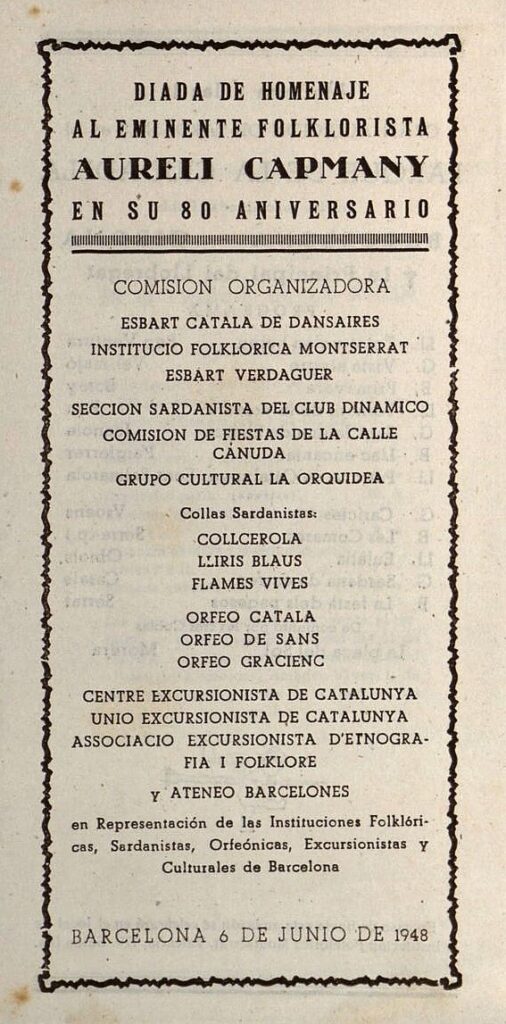 DIADA DE HOMENAJE
AL EMINENTE FOLKLORISTA
AURELI CAPMANY
EN SU 80 ANIVERSARIO
COMISION ORGANIZADORA
ESBART CATALA DE DANSAIRES
INSTITUCIO FOLKLORICA MONTSERRAT
ESBART VERDAGUER
SECCION SARDANISTA DEL CLUB DINAMICO
COMISION DE FIESTAS DE LA CALLE
CANUDA
GRUPO CULTURAL LA ORQUIDEA
Collas Sardanistas:
COLLCEROLA
LLIRIS BLAUS
FLAMES VIVES
ORFEO CATALA
ORFEO DE SANS
ORFEO GRACIENC
CENTRE EXCURSIONISTA DE CATALUNYA
UNIO EXCURSIONISTA DE CATALUNYA
ASSOCIACIO EXCURSIONISTA D'ETNOGRA-
FIA I FOLKLORE
y ATENEO BARCELONES
en Representación de las Instituciones Folklóri-
cas, Sardanistas, Orfeónicas, Excursionistas y
Culturales de Barcelona
BARCELONA 6 DE JUNIO DE 1948